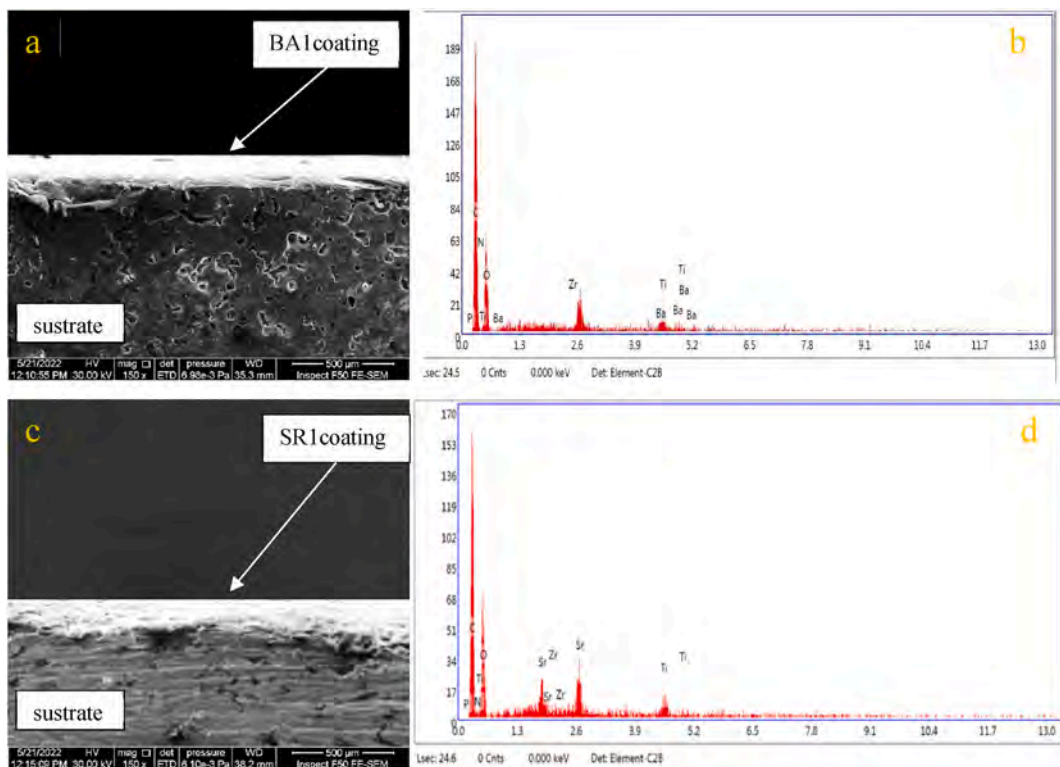 a
BA1coating
sustrate
5/21/2022 HV mag □ det pressure WD 500 µm
12:10:55 PM 30.00 kV 150 x ETD 6.98e-3 Pa 35.3 mm Inspect F50 FE-SEM
b
189
168
147
126
105
84
63
42
21
0
C
N
O
P
Ti
Ba
Zr
Ti
Ti
Ba
Ba
Ba
Ba
0.0 1.3 2.6 3.9 5.2 6.5 7.8 9.1 10.4 11.7 13.0
Lsec: 24.5 0 Cnts 0.000 keV Det: Element-C2B
c
SR1coating
sustrate
5/21/2022 HV mag □ det pressure WD 500 µm
12:15:09 PM 30.00 kV 150 x ETD 6.10e-3 Pa 38.2 mm Inspect F50 FE-SEM
d
170
153
136
119
102
85
68
51
34
17
0
C
O
Ti
P
N
Sr
Zr
Sr
Sr
Zr
Ti
Ti
0.0 1.3 2.6 3.9 5.2 6.5 7.8 9.1 10.4 11.7 13.0
Lsec: 24.6 0 Cnts 0.000 keV Det: Element-C2B